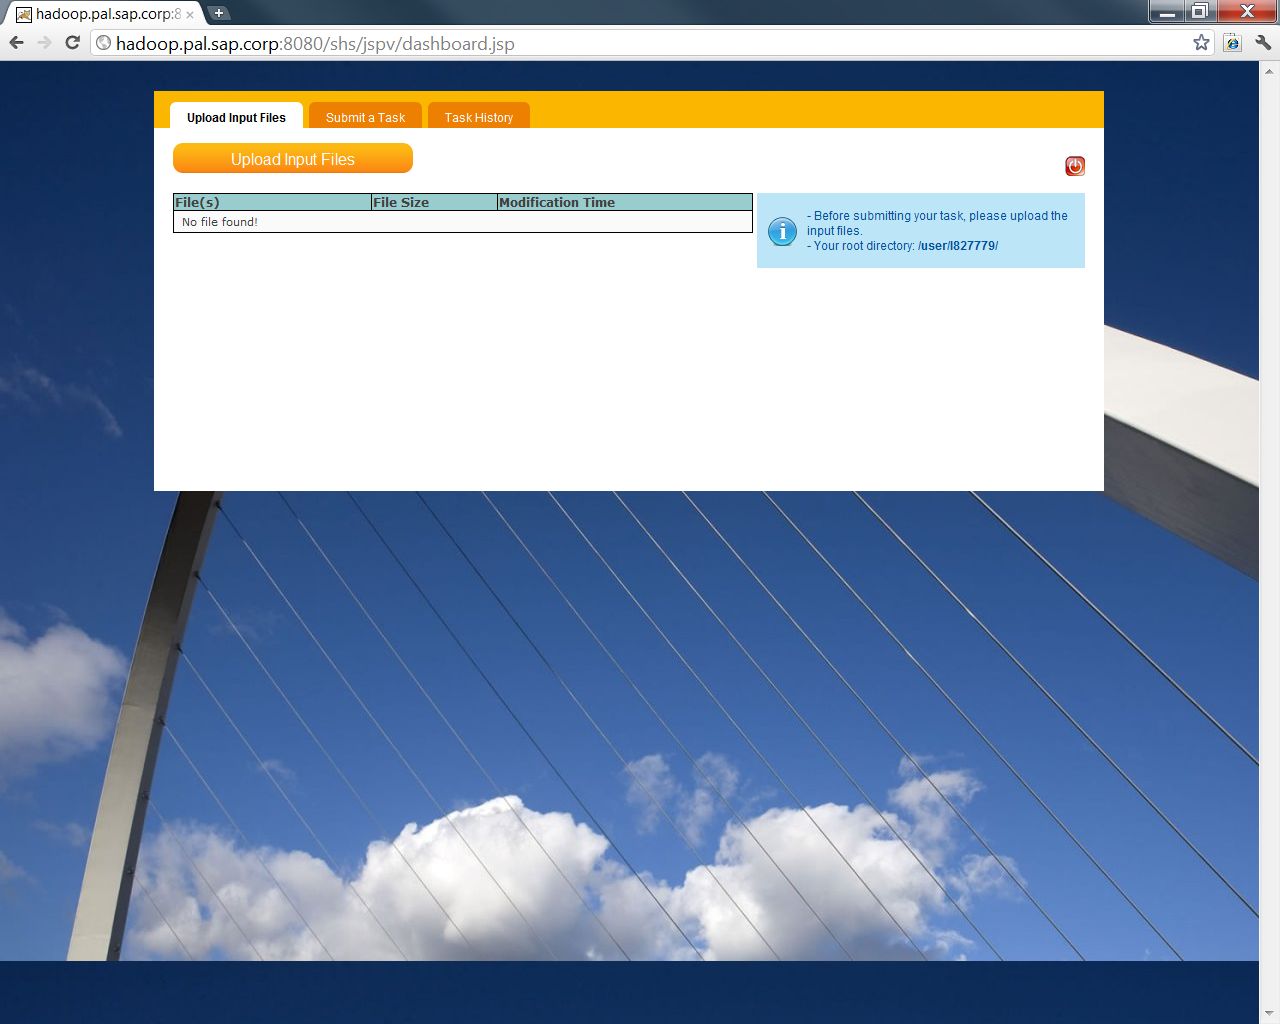 hadoop.pal.sap.corp:8
hadoop.pal.sap.corp:8080/shs/jspv/dashboard.jsp
Upload Input Files
Submit a Task
Task History
Upload Input Files
File(s)
File Size
Modification Time
No file found!
- Before submitting your task, please upload the
input files.
- Your root directory: /user/I827779/